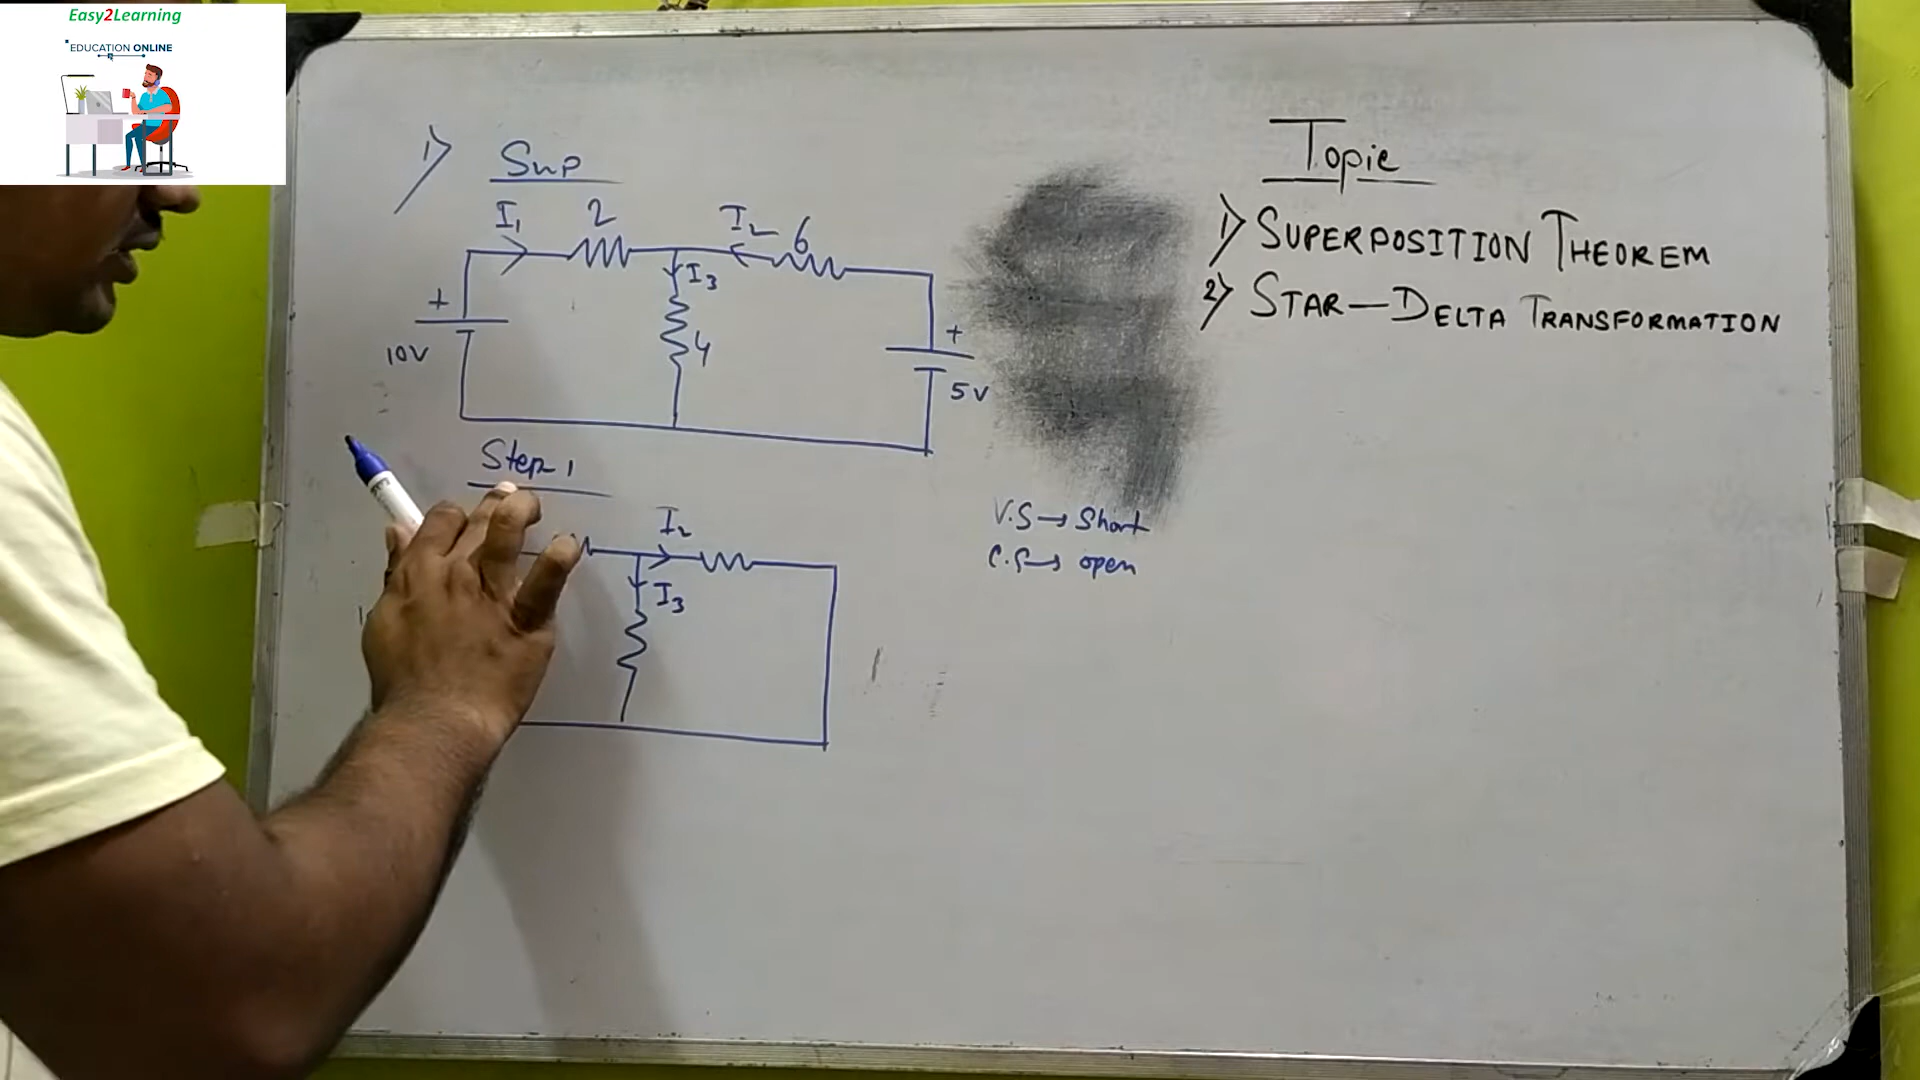 Easy2Learning
EDUCATION ONLINE
1) Sup
I1 2 I2 6
I3
+
10V
4
+
5V
Step 1
I2
I3
V.S → Short
C.S → open
Topic
1) SUPERPOSITION THEOREM
2) STAR-DELTA TRANSFORMATION